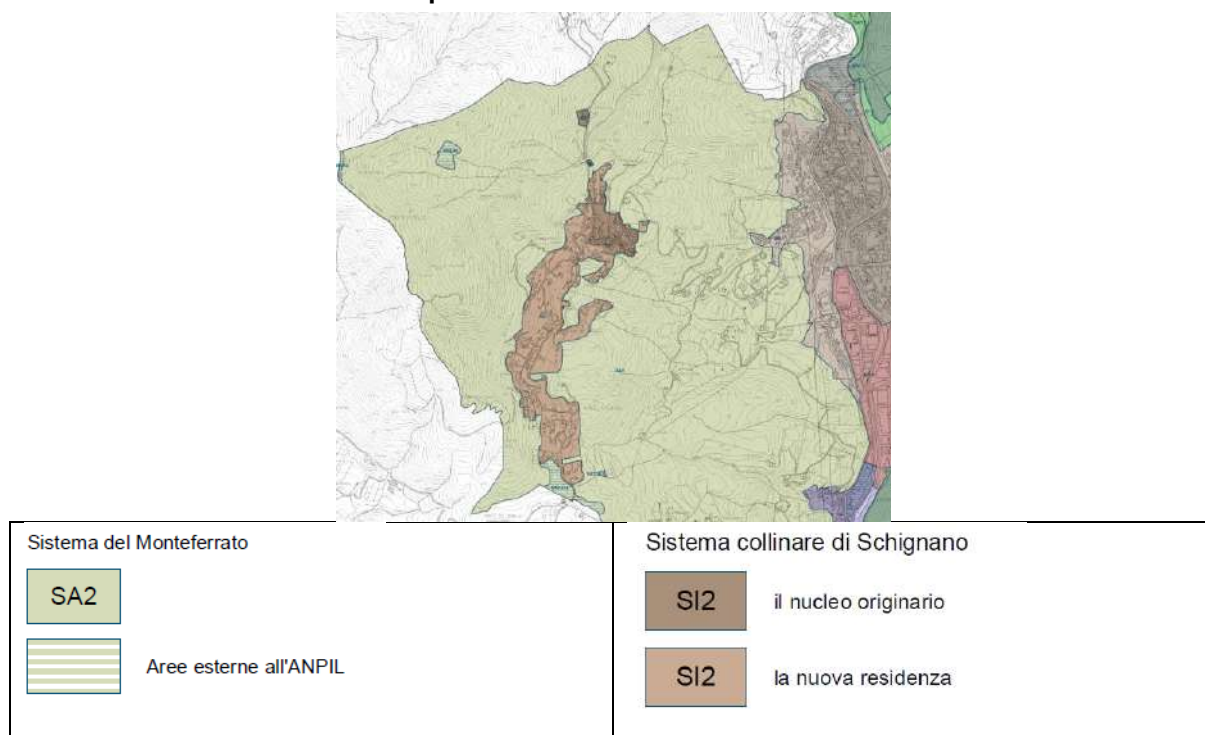 Sistema del Monteferrato
SA2
Aree esterne all'ANPIL
Sistema collinare di Schignano
SI2 il nucleo originario
SI2 la nuova residenza